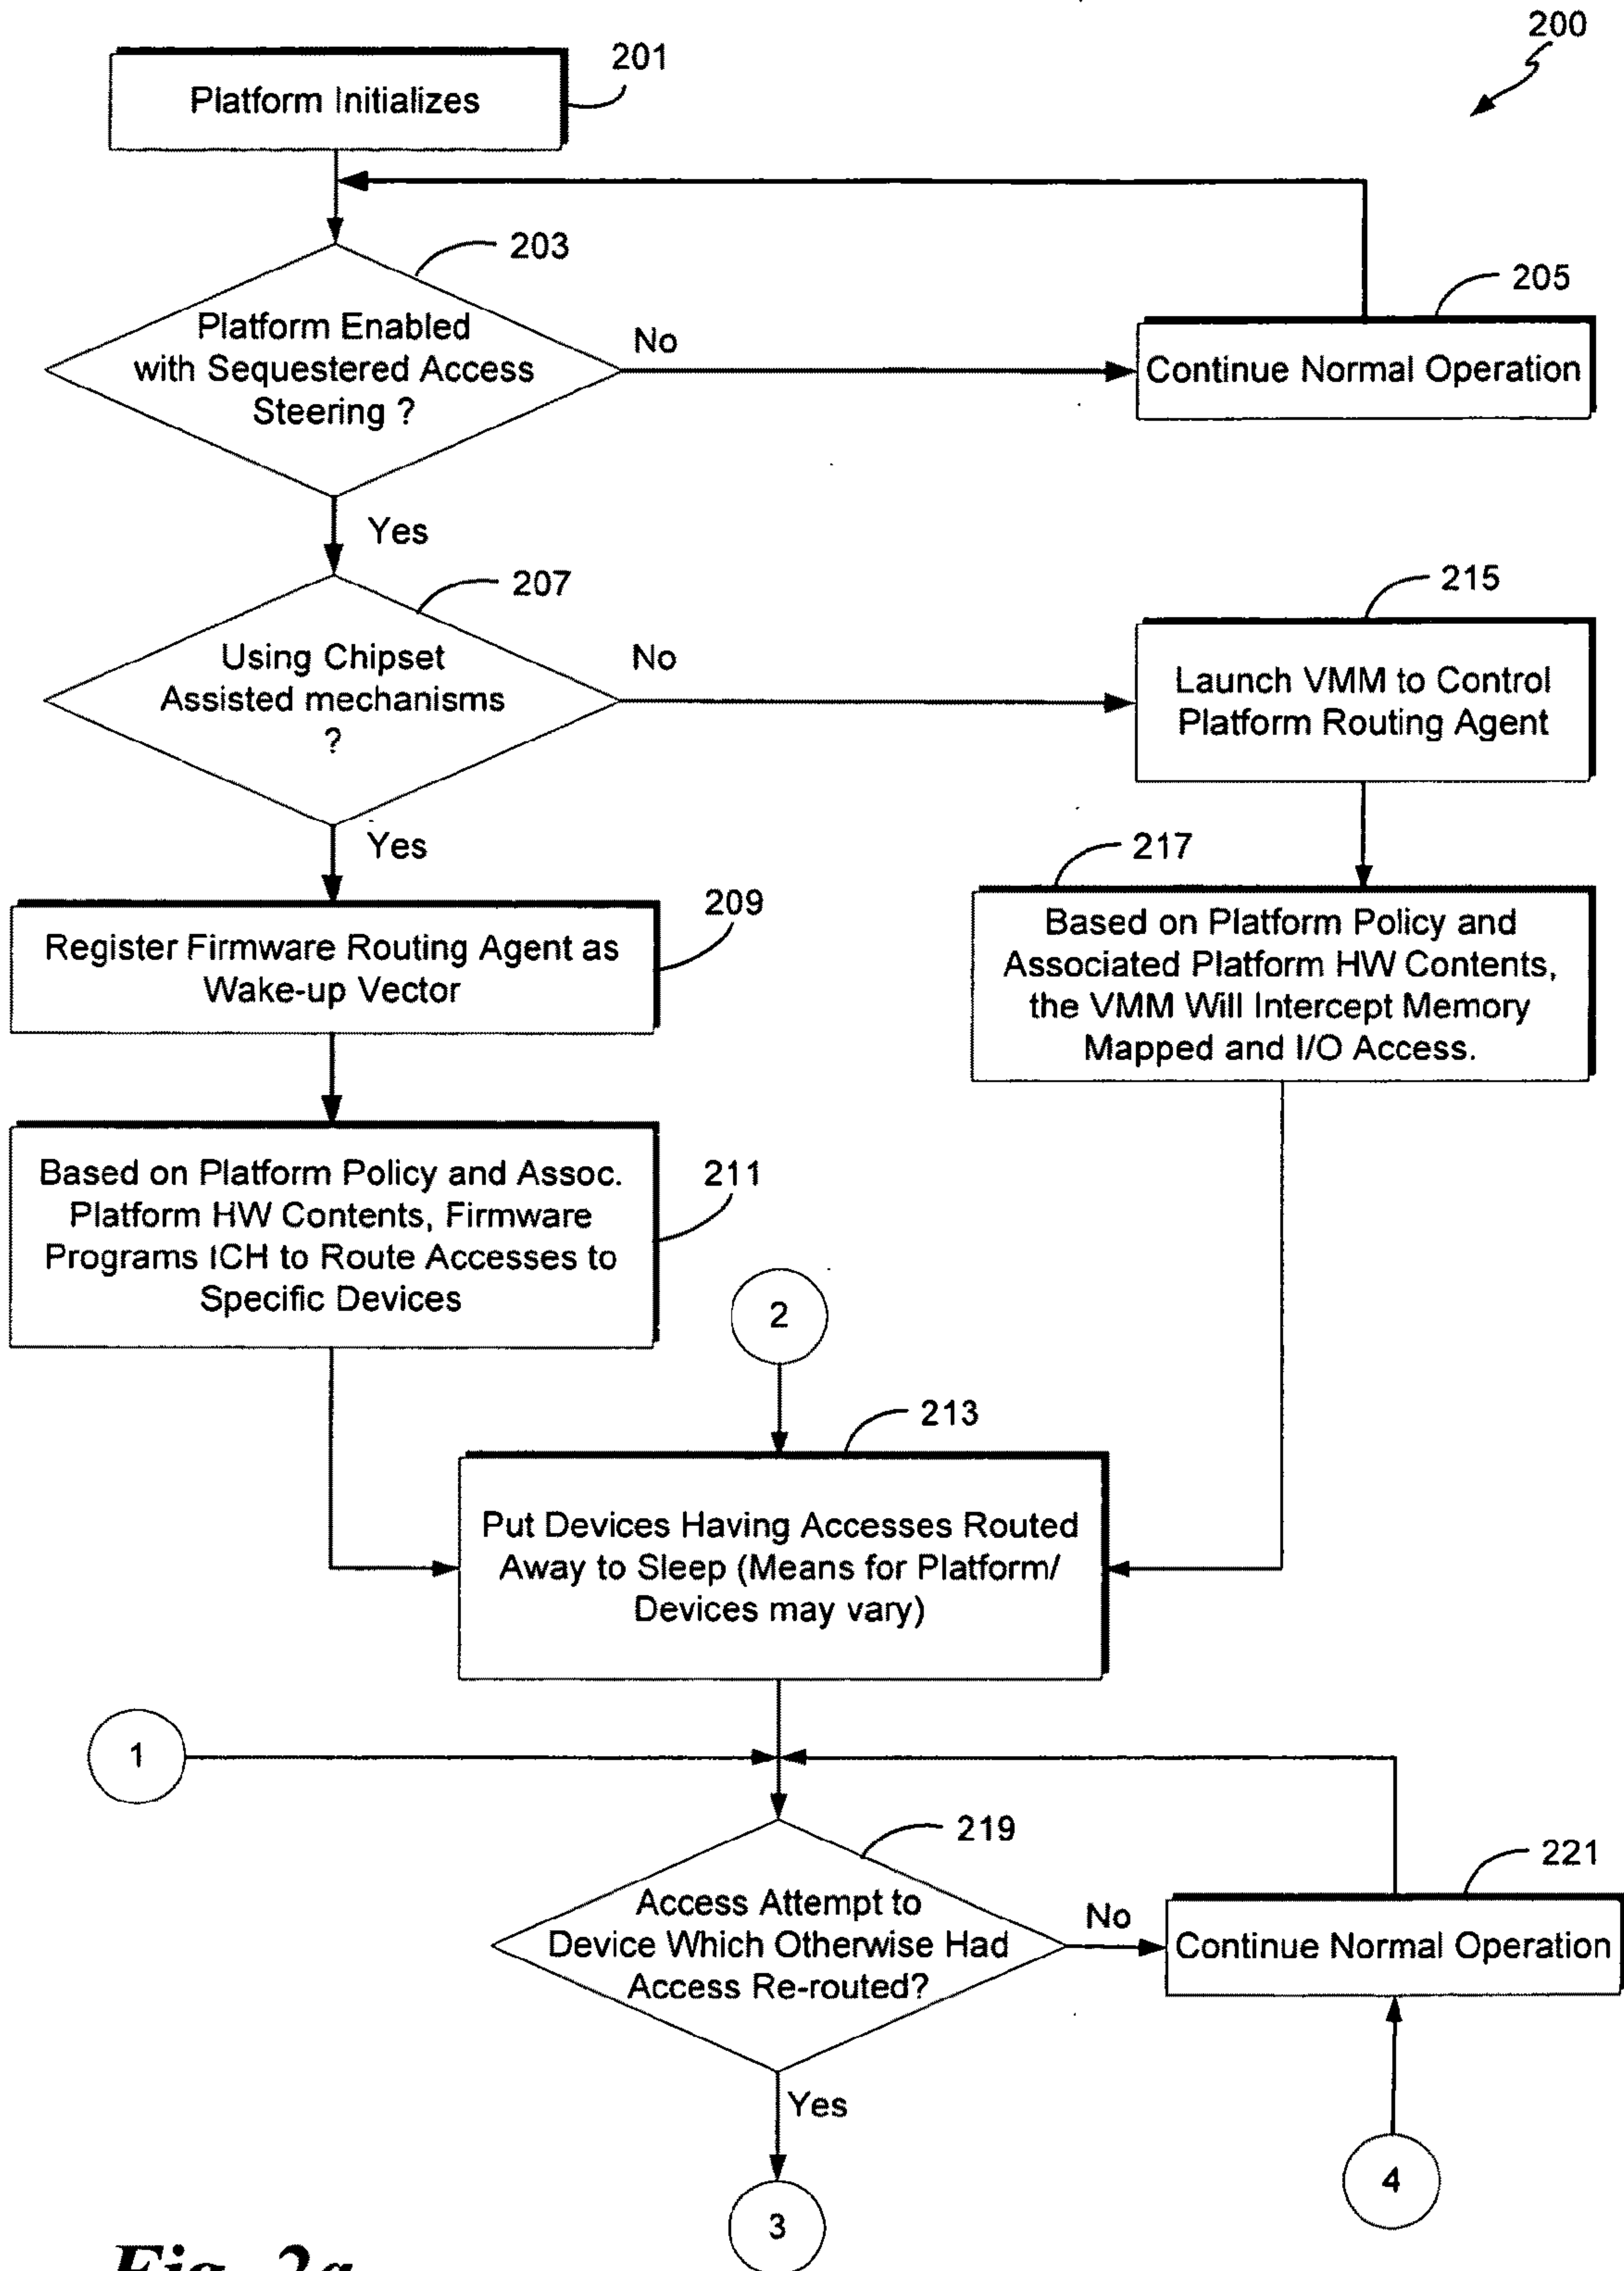 200
201
Platform Initializes
203
Platform Enabled
with Sequestered Access
Steering ?
No
205
Continue Normal Operation
Yes
207
Using Chipset
Assisted mechanisms
?
No
215
Launch VMM to Control
Platform Routing Agent
Yes
217
Based on Platform Policy and
Associated Platform HW Contents,
the VMM Will Intercept Memory
Mapped and I/O Access.
209
Register Firmware Routing Agent as
Wake-up Vector
211
Based on Platform Policy and Assoc.
Platform HW Contents, Firmware
Programs ICH to Route Accesses to
Specific Devices
2
213
Put Devices Having Accesses Routed
Away to Sleep (Means for Platform/
Devices may vary)
1
219
Access Attempt to
Device Which Otherwise Had
Access Re-routed?
No
221
Continue Normal Operation
Yes
3
4
Fig. 2a